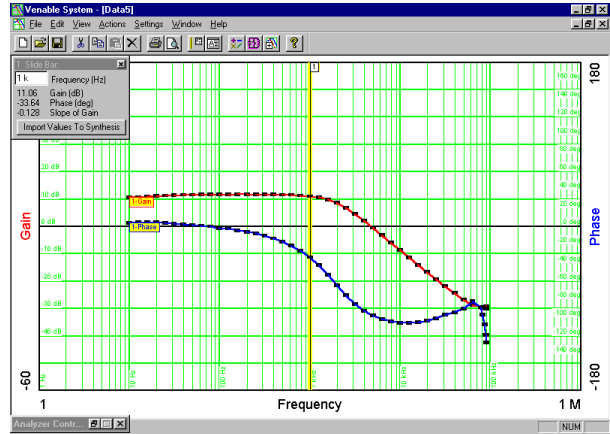 Venable System - [Data5]
File Edit View Actions Settings Window Help
1 Slide Bar
1 k Frequency (Hz)
11.06 Gain (dB)
-33.64 Phase (deg)
-0.128 Slope of Gain
Import Values To Synthesis
1
180
160 deg
140 deg
120 deg
100 deg
80 deg
20 dB
60 deg
40 deg
10 dB
20 deg
1-Gain
0 dB
0 deg
1-Phase
Gain
Phase
-20 deg
-10 dB
-40 deg
-60 deg
-20 dB
-80 deg
-30 dB
-100 deg
-120 deg
-40 dB
-140 deg
-60
-180
1 Hz
10 Hz
100 Hz
1 kHz
10 kHz
100 kHz
1
Frequency
1 M
Analyzer Contr...
NUM